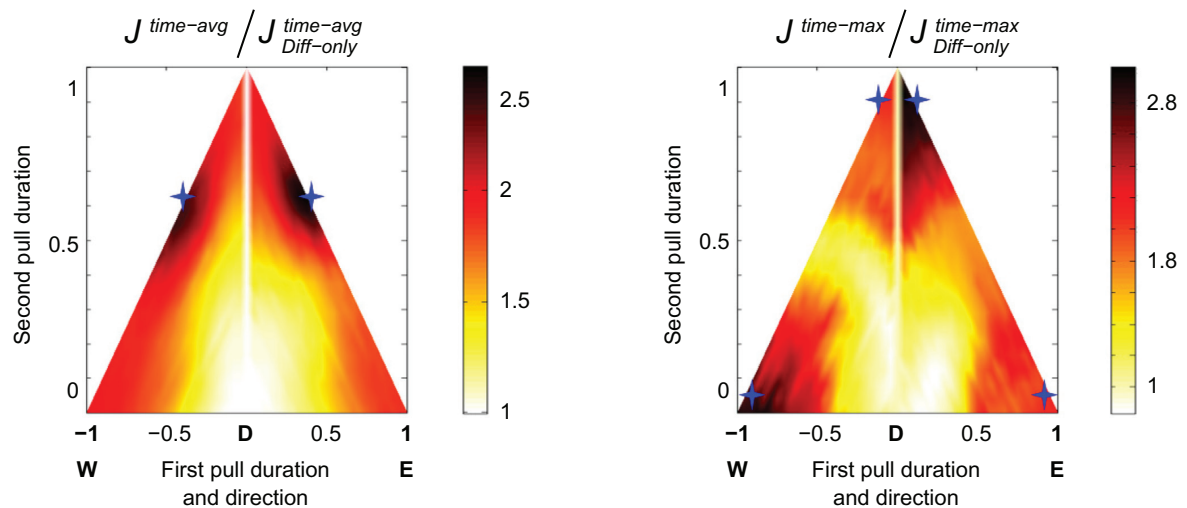 J time−avg / J time−avg Diff−only
1
0.5
0
Second pull duration
−1 −0.5 D 0.5 1
W First pull duration E
and direction
2.5
2
1.5
1
J time−max / J time−max Diff−only
1
0.5
0
Second pull duration
−1 −0.5 D 0.5 1
W First pull duration E
and direction
2.8
1.8
1